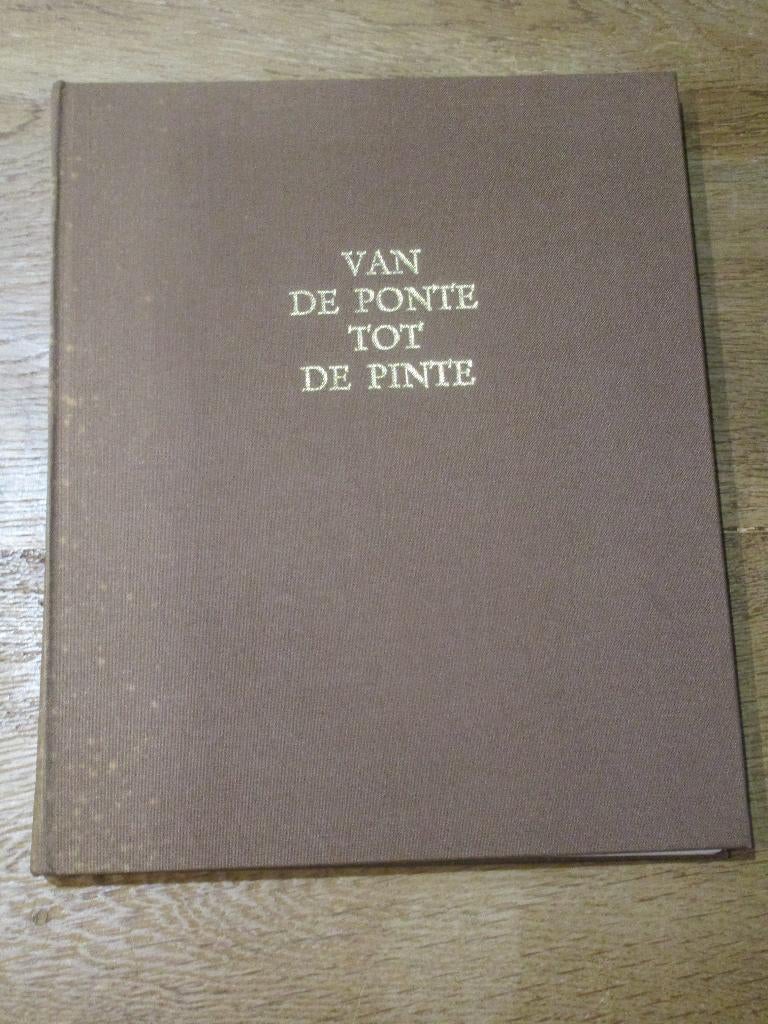 VAN
DE PONTE
TOT
DE PINTE